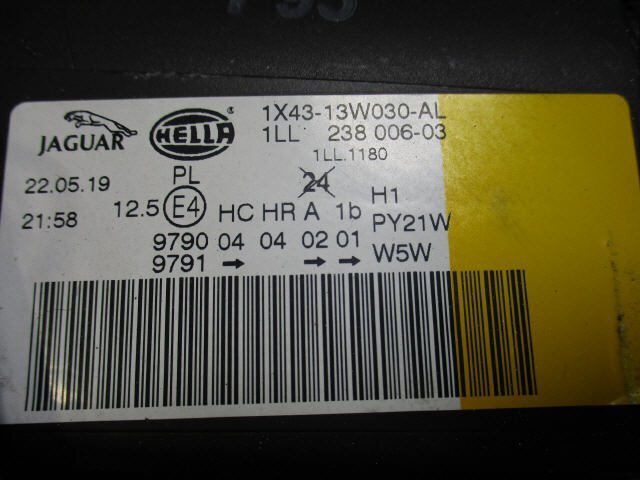 JAGUAR
HELLA
1X43-13W030-AL
1LL 238 006-03
1LL.1180
PL
24
22.05.19
21:58
12.5 E4 HC HR A 1b
H1
PY21W
W5W
9790 04 04 02 01
9791 → → →